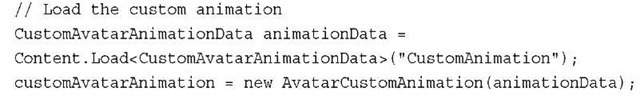 // Load the custom animation
CustomAvatarAnimationData animationData =
Content.Load<CustomAvatarAnimationData>("CustomAnimation");
customAvatarAnimation = new AvatarCustomAnimation(animationData);